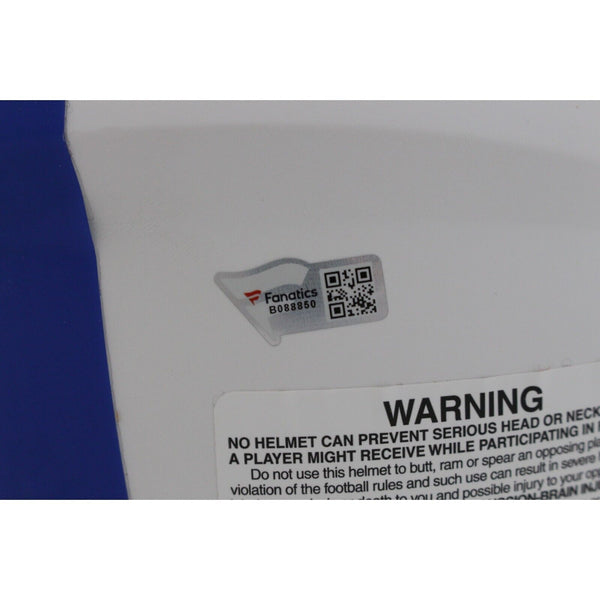 Fanatics
B088850
WARNING
NO HELMET CAN PREVENT SERIOUS HEAD OR NECK
A PLAYER MIGHT RECEIVE WHILE PARTICIPATING IN
Do not use this helmet to butt, ram or spear an opposing
violation of the football rules and such use can result in severe
death to you and possible injury to your
BRAIN